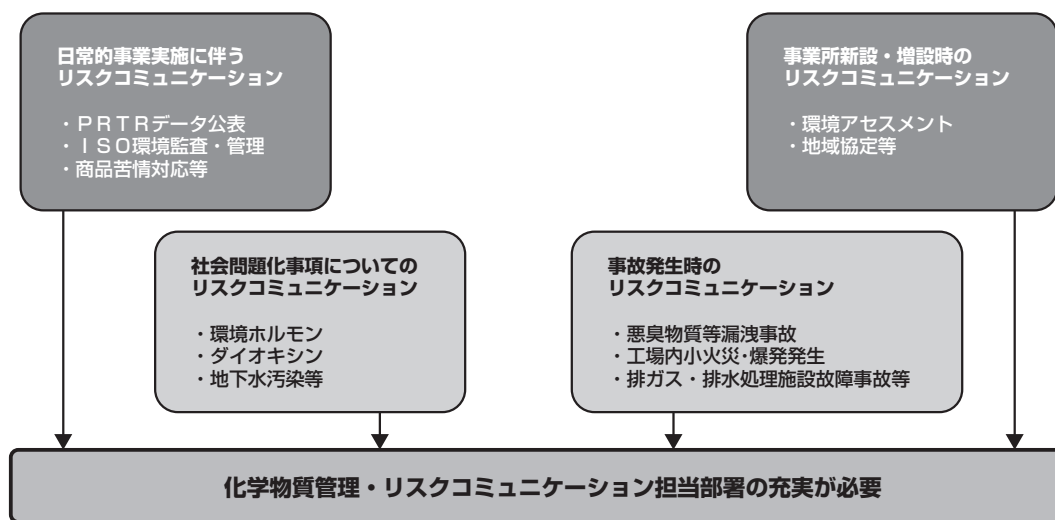 日常的事業実施に伴う
リスクコミュニケーション
・ＰＲＴＲデータ公表
・ＩＳＯ環境監査・管理
・商品苦情対応等
事業所新設・増設時の
リスクコミュニケーション
・環境アセスメント
・地域協定等
社会問題化事項についての
リスクコミュニケーション
・環境ホルモン
・ダイオキシン
・地下水汚染等
事故発生時の
リスクコミュニケーション
・悪臭物質等漏洩事故
・工場内小火災・爆発発生
・排ガス・排水処理施設故障事故等
化学物質管理・リスクコミュニケーション担当部署の充実が必要